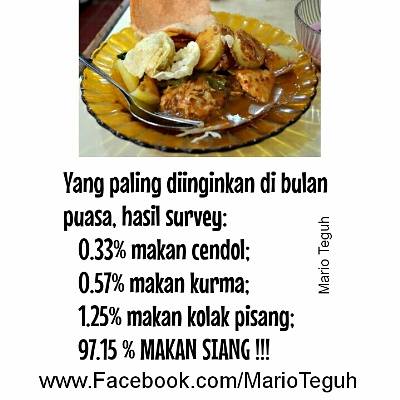 Yang paling diinginkan di bulan
puasa, hasil survey:
0.33% makan cendol;
0.57% makan kurma;
1.25% makan kolak pisang;
97.15 % MAKAN SIANG !!!
Mario Teguh
www.Facebook.com/MarioTeguh